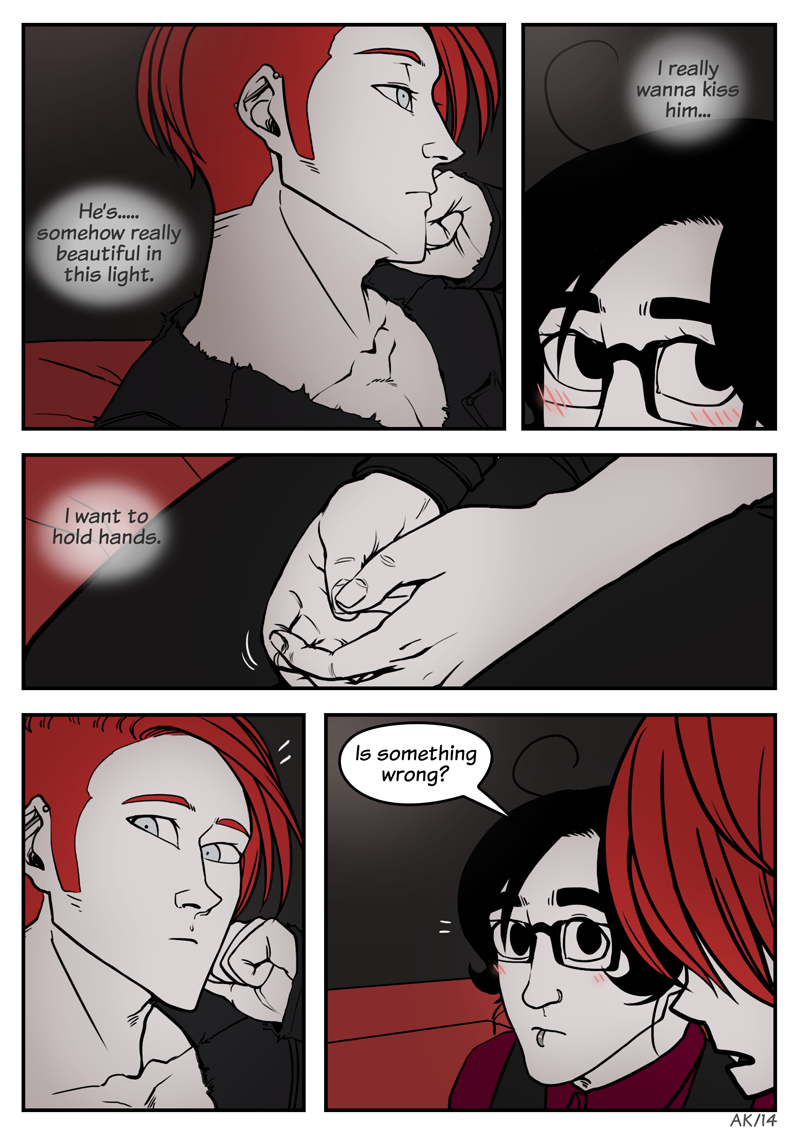 He's.....
somehow really
beautiful in
this light.
I really
wanna kiss
him...
I want to
hold hands.
Is something
wrong?
AK/14